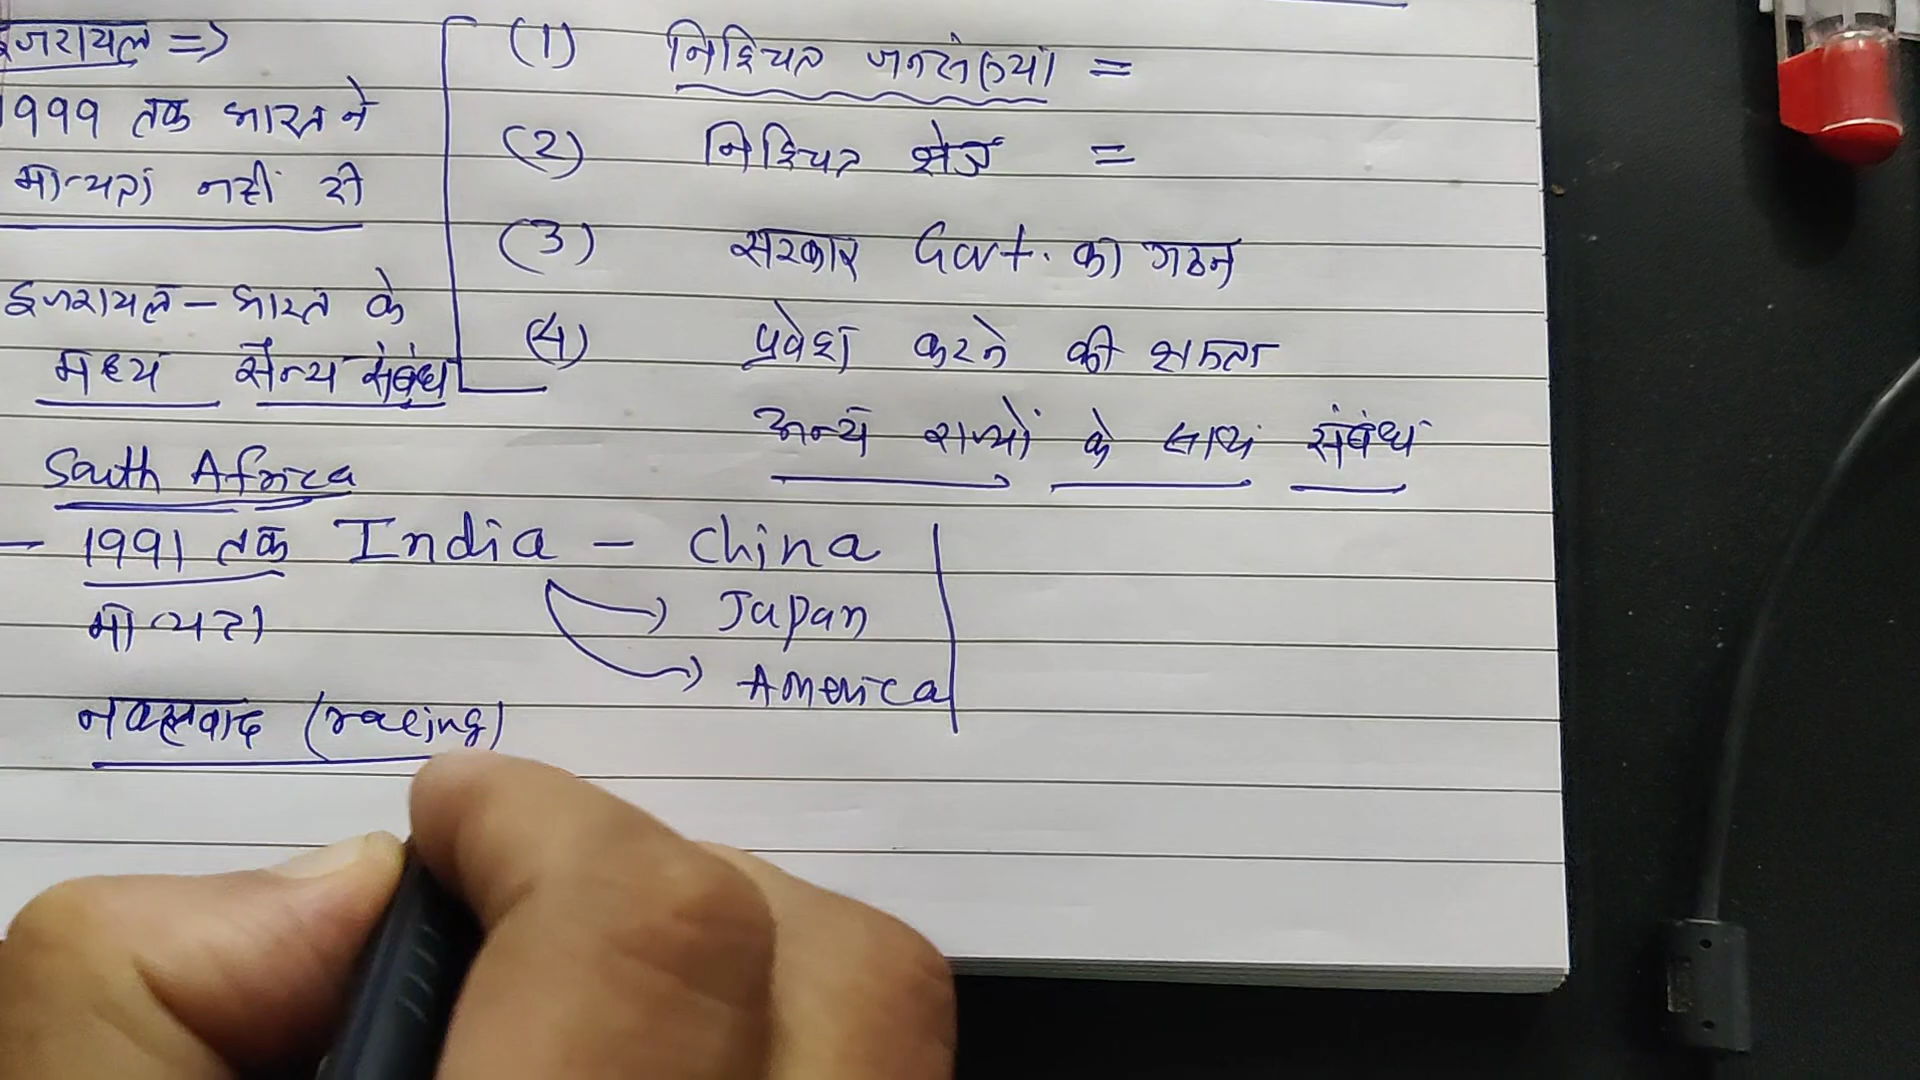 इजरायल =>
1999 तक भारत ने
मान्यता नहीं दी
इजरायल - भारत के
मध्य सैन्य संबंध
(1) निश्चित जनसंख्या =
(2) निश्चित क्षेत्र =
(3) सरकार Govt. का गठन
(4) प्रवेश करने की क्षमता
अन्य राज्यों के साथ संबंध
South Africa
- 1991 तक India - China
मान्यता → Japan
→ America
नक्सलवाद (racing)